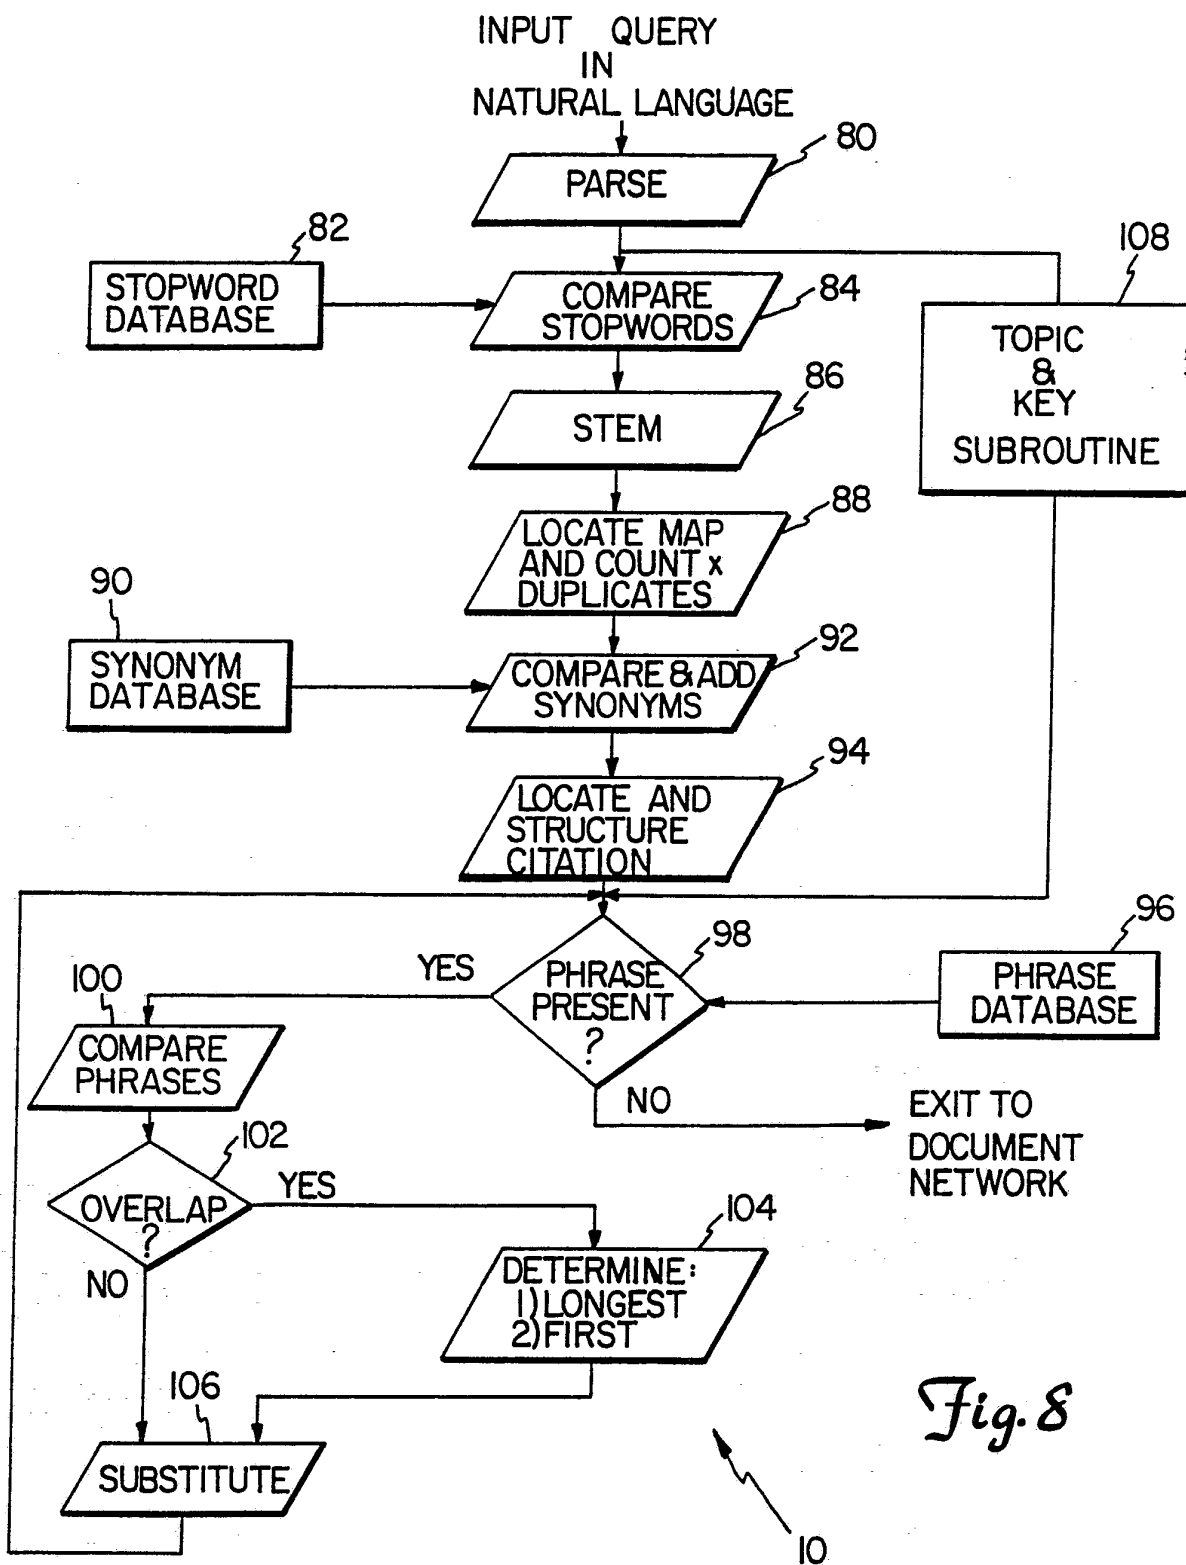 INPUT QUERY
IN
NATURAL LANGUAGE
80
PARSE
82
108
STOPWORD
DATABASE
COMPARE
STOPWORDS
84
TOPIC
&
KEY
SUBROUTINE
86
STEM
88
LOCATE MAP
AND COUNT x
DUPLICATES
90
SYNONYM
DATABASE
92
COMPARE & ADD
SYNONYMS
94
LOCATE AND
STRUCTURE
CITATION
96
98
YES
PHRASE
PRESENT
?
PHRASE
DATABASE
100
COMPARE
PHRASES
NO
EXIT TO
DOCUMENT
NETWORK
102
OVERLAP
?
YES
NO
104
DETERMINE:
1) LONGEST
2) FIRST
106
SUBSTITUTE
Fig. 8
10